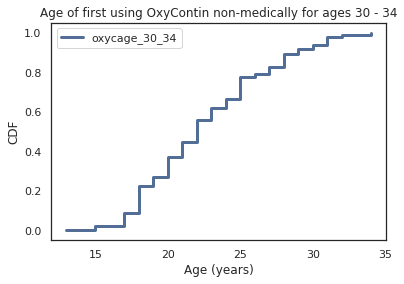 Age of first using OxyContin non-medically for ages 30 - 34
oxycage_30_34
1.0
0.8
0.6
0.4
0.2
0.0
CDF
15 20 25 30 35
Age (years)